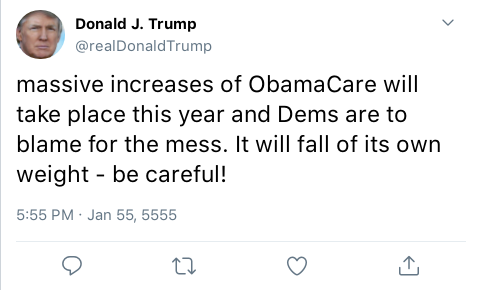 Donald J. Trump
@realDonaldTrump
massive increases of ObamaCare will
take place this year and Dems are to
blame for the mess. It will fall of its own
weight - be careful!
5:55 PM · Jan 55, 5555